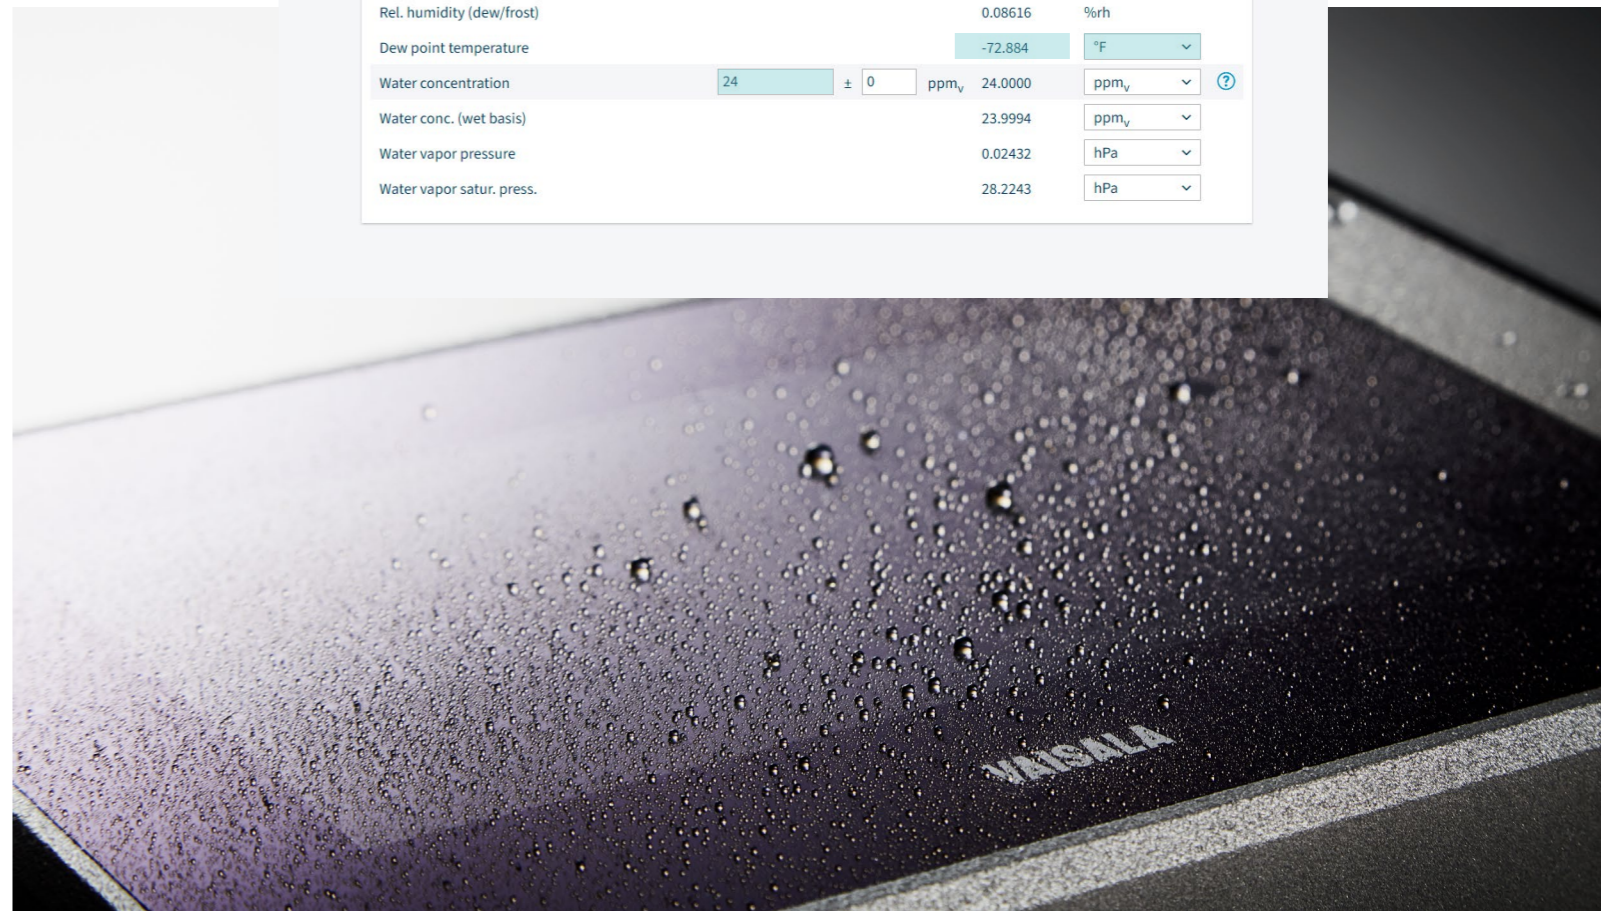 Rel. humidity (dew/frost) 0.08616 %rh
Dew point temperature -72.884 °F
Water concentration 24 ± 0 ppmv 24.0000 ppmv ?
Water conc. (wet basis) 23.9994 ppmv
Water vapor pressure 0.02432 hPa
Water vapor satur. press. 28.2243 hPa
VAISALA